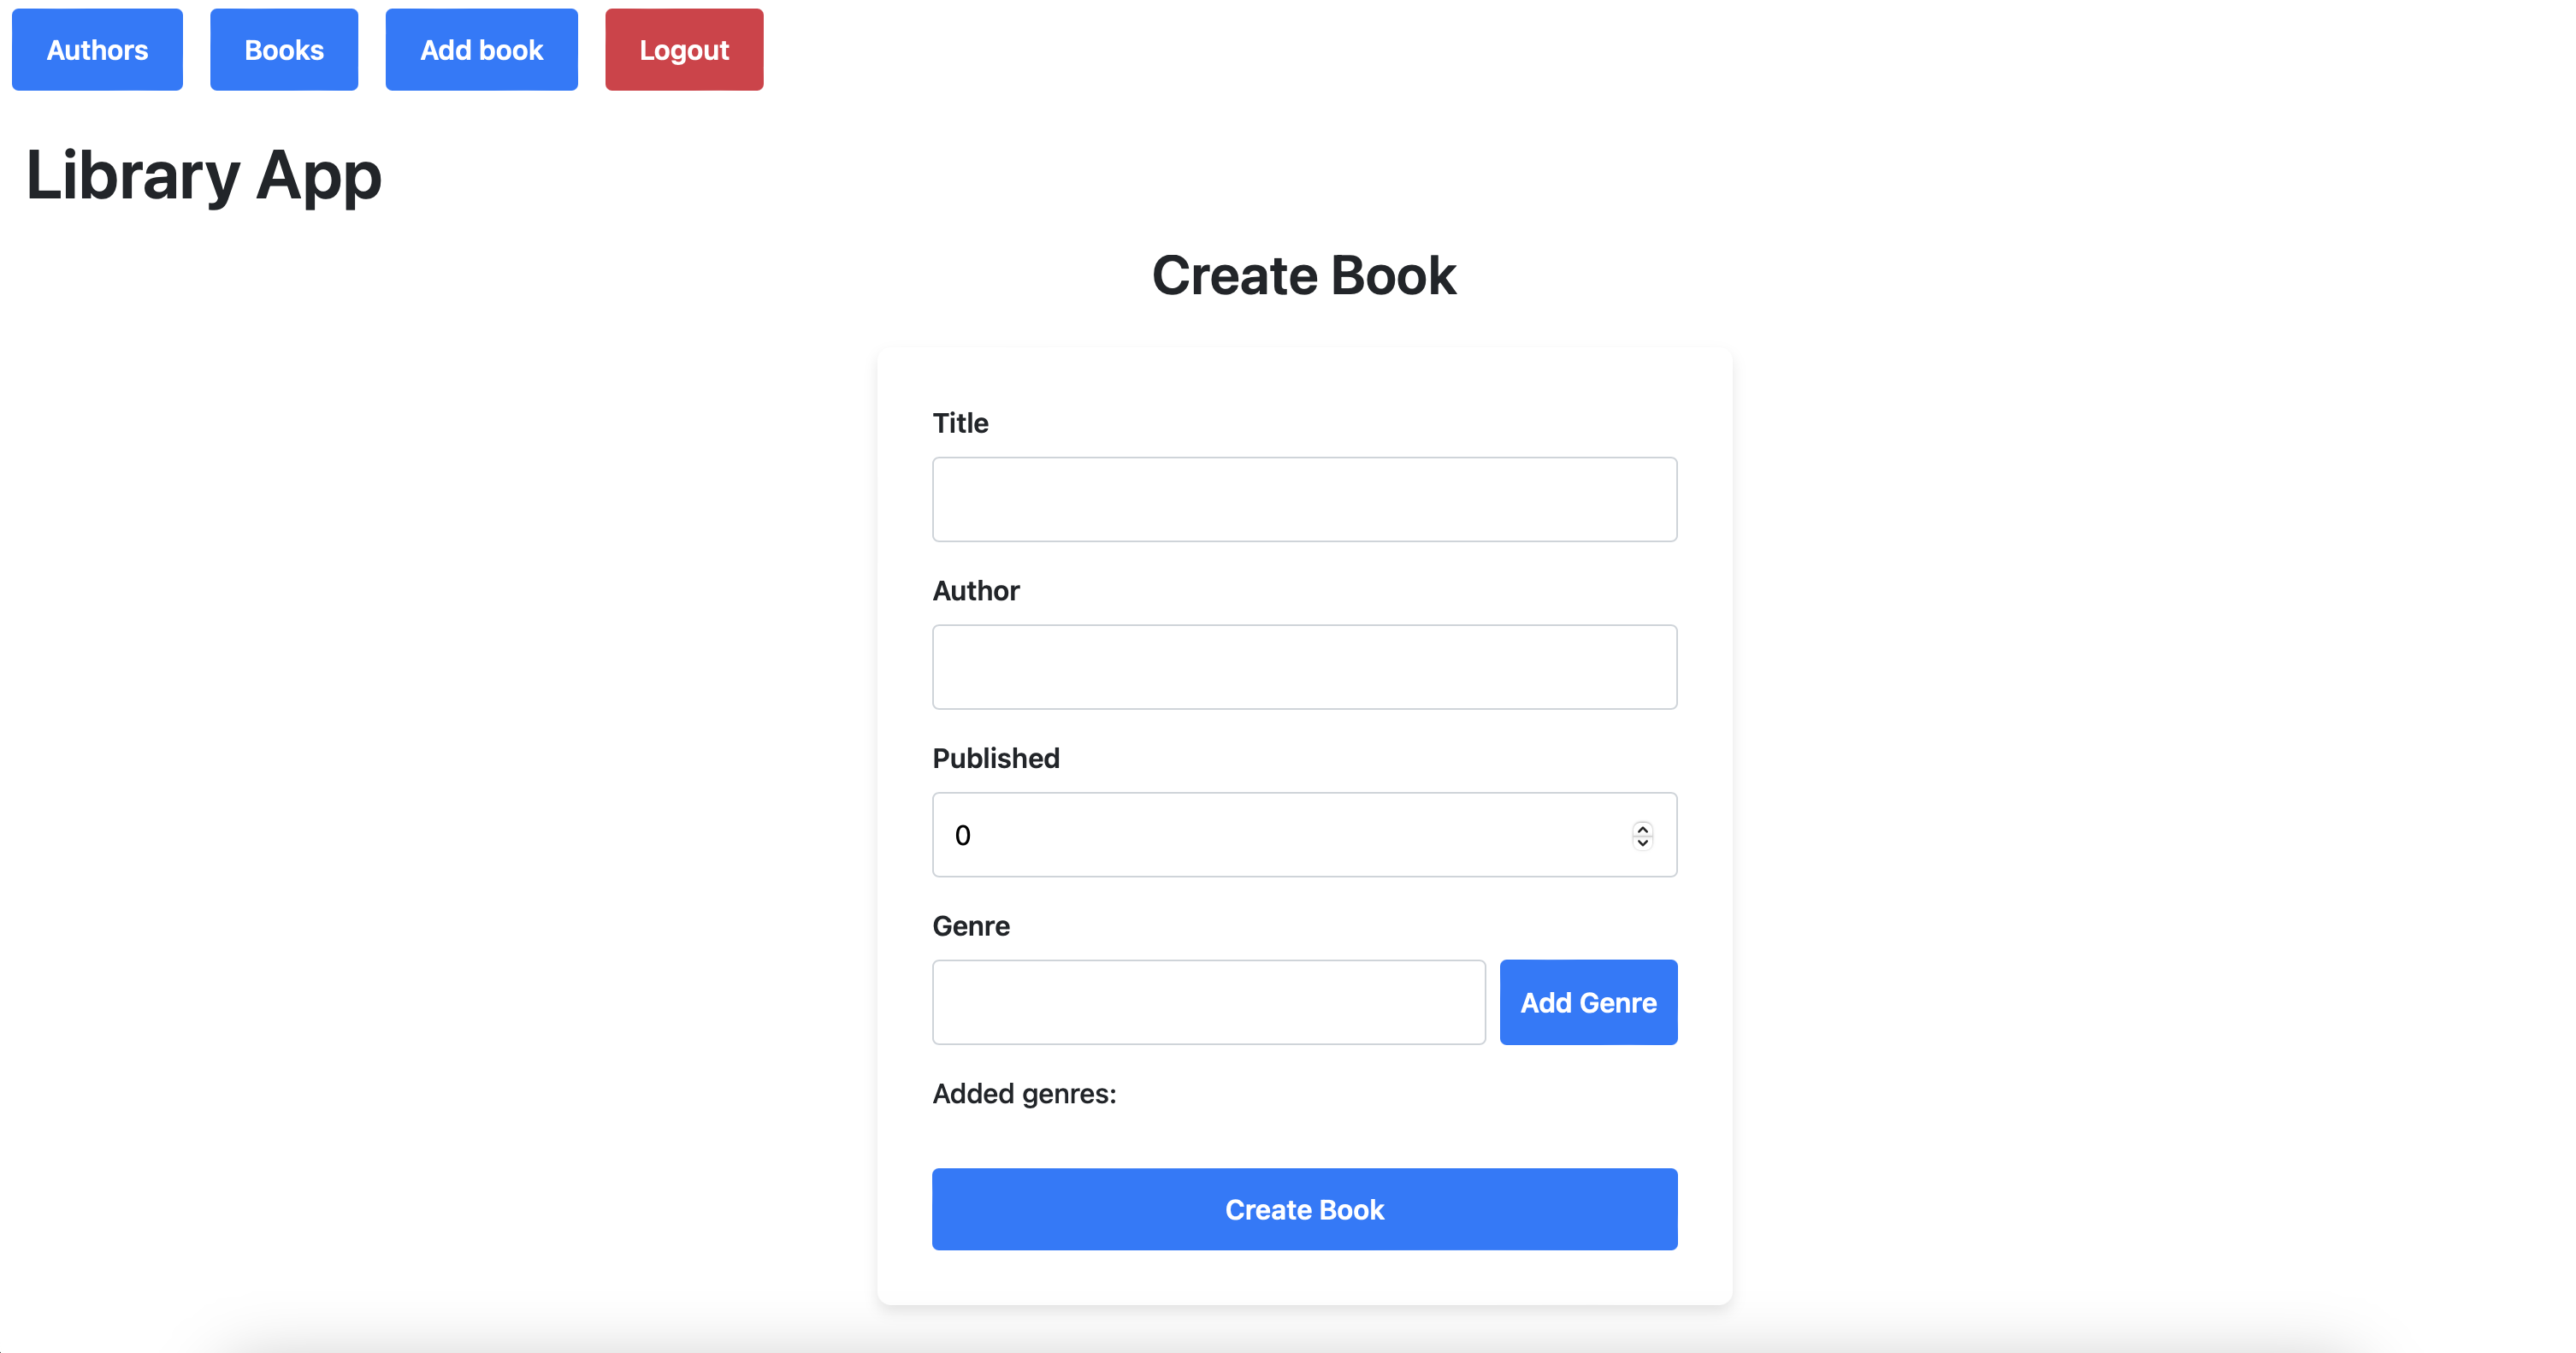 Authors Books Add book Logout
Library App
Create Book
Title
Author
Published
0
Genre
Add Genre
Added genres:
Create Book